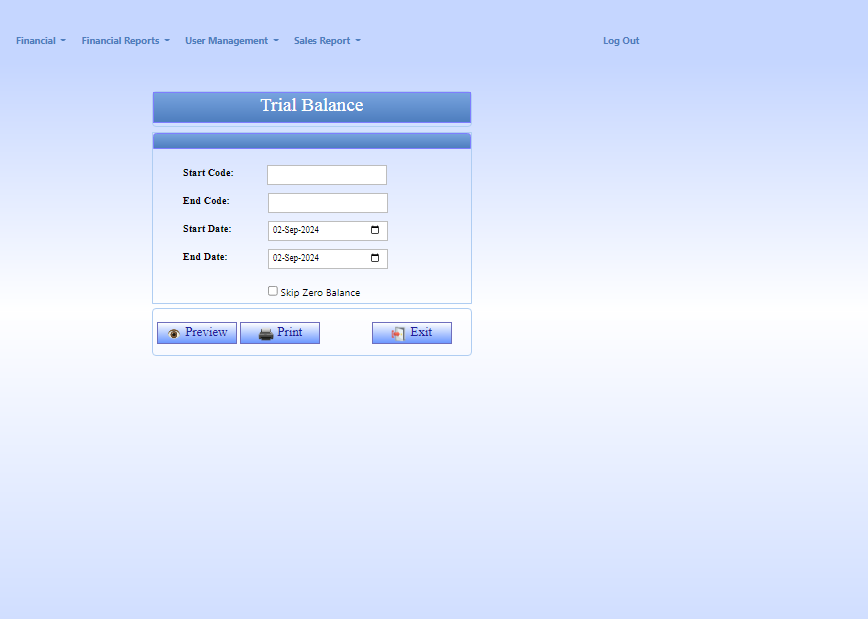 Financial Financial Reports User Management Sales Report Log Out
Trial Balance
Start Code:
End Code:
Start Date: 02-Sep-2024
End Date: 02-Sep-2024
Skip Zero Balance
Preview Print Exit